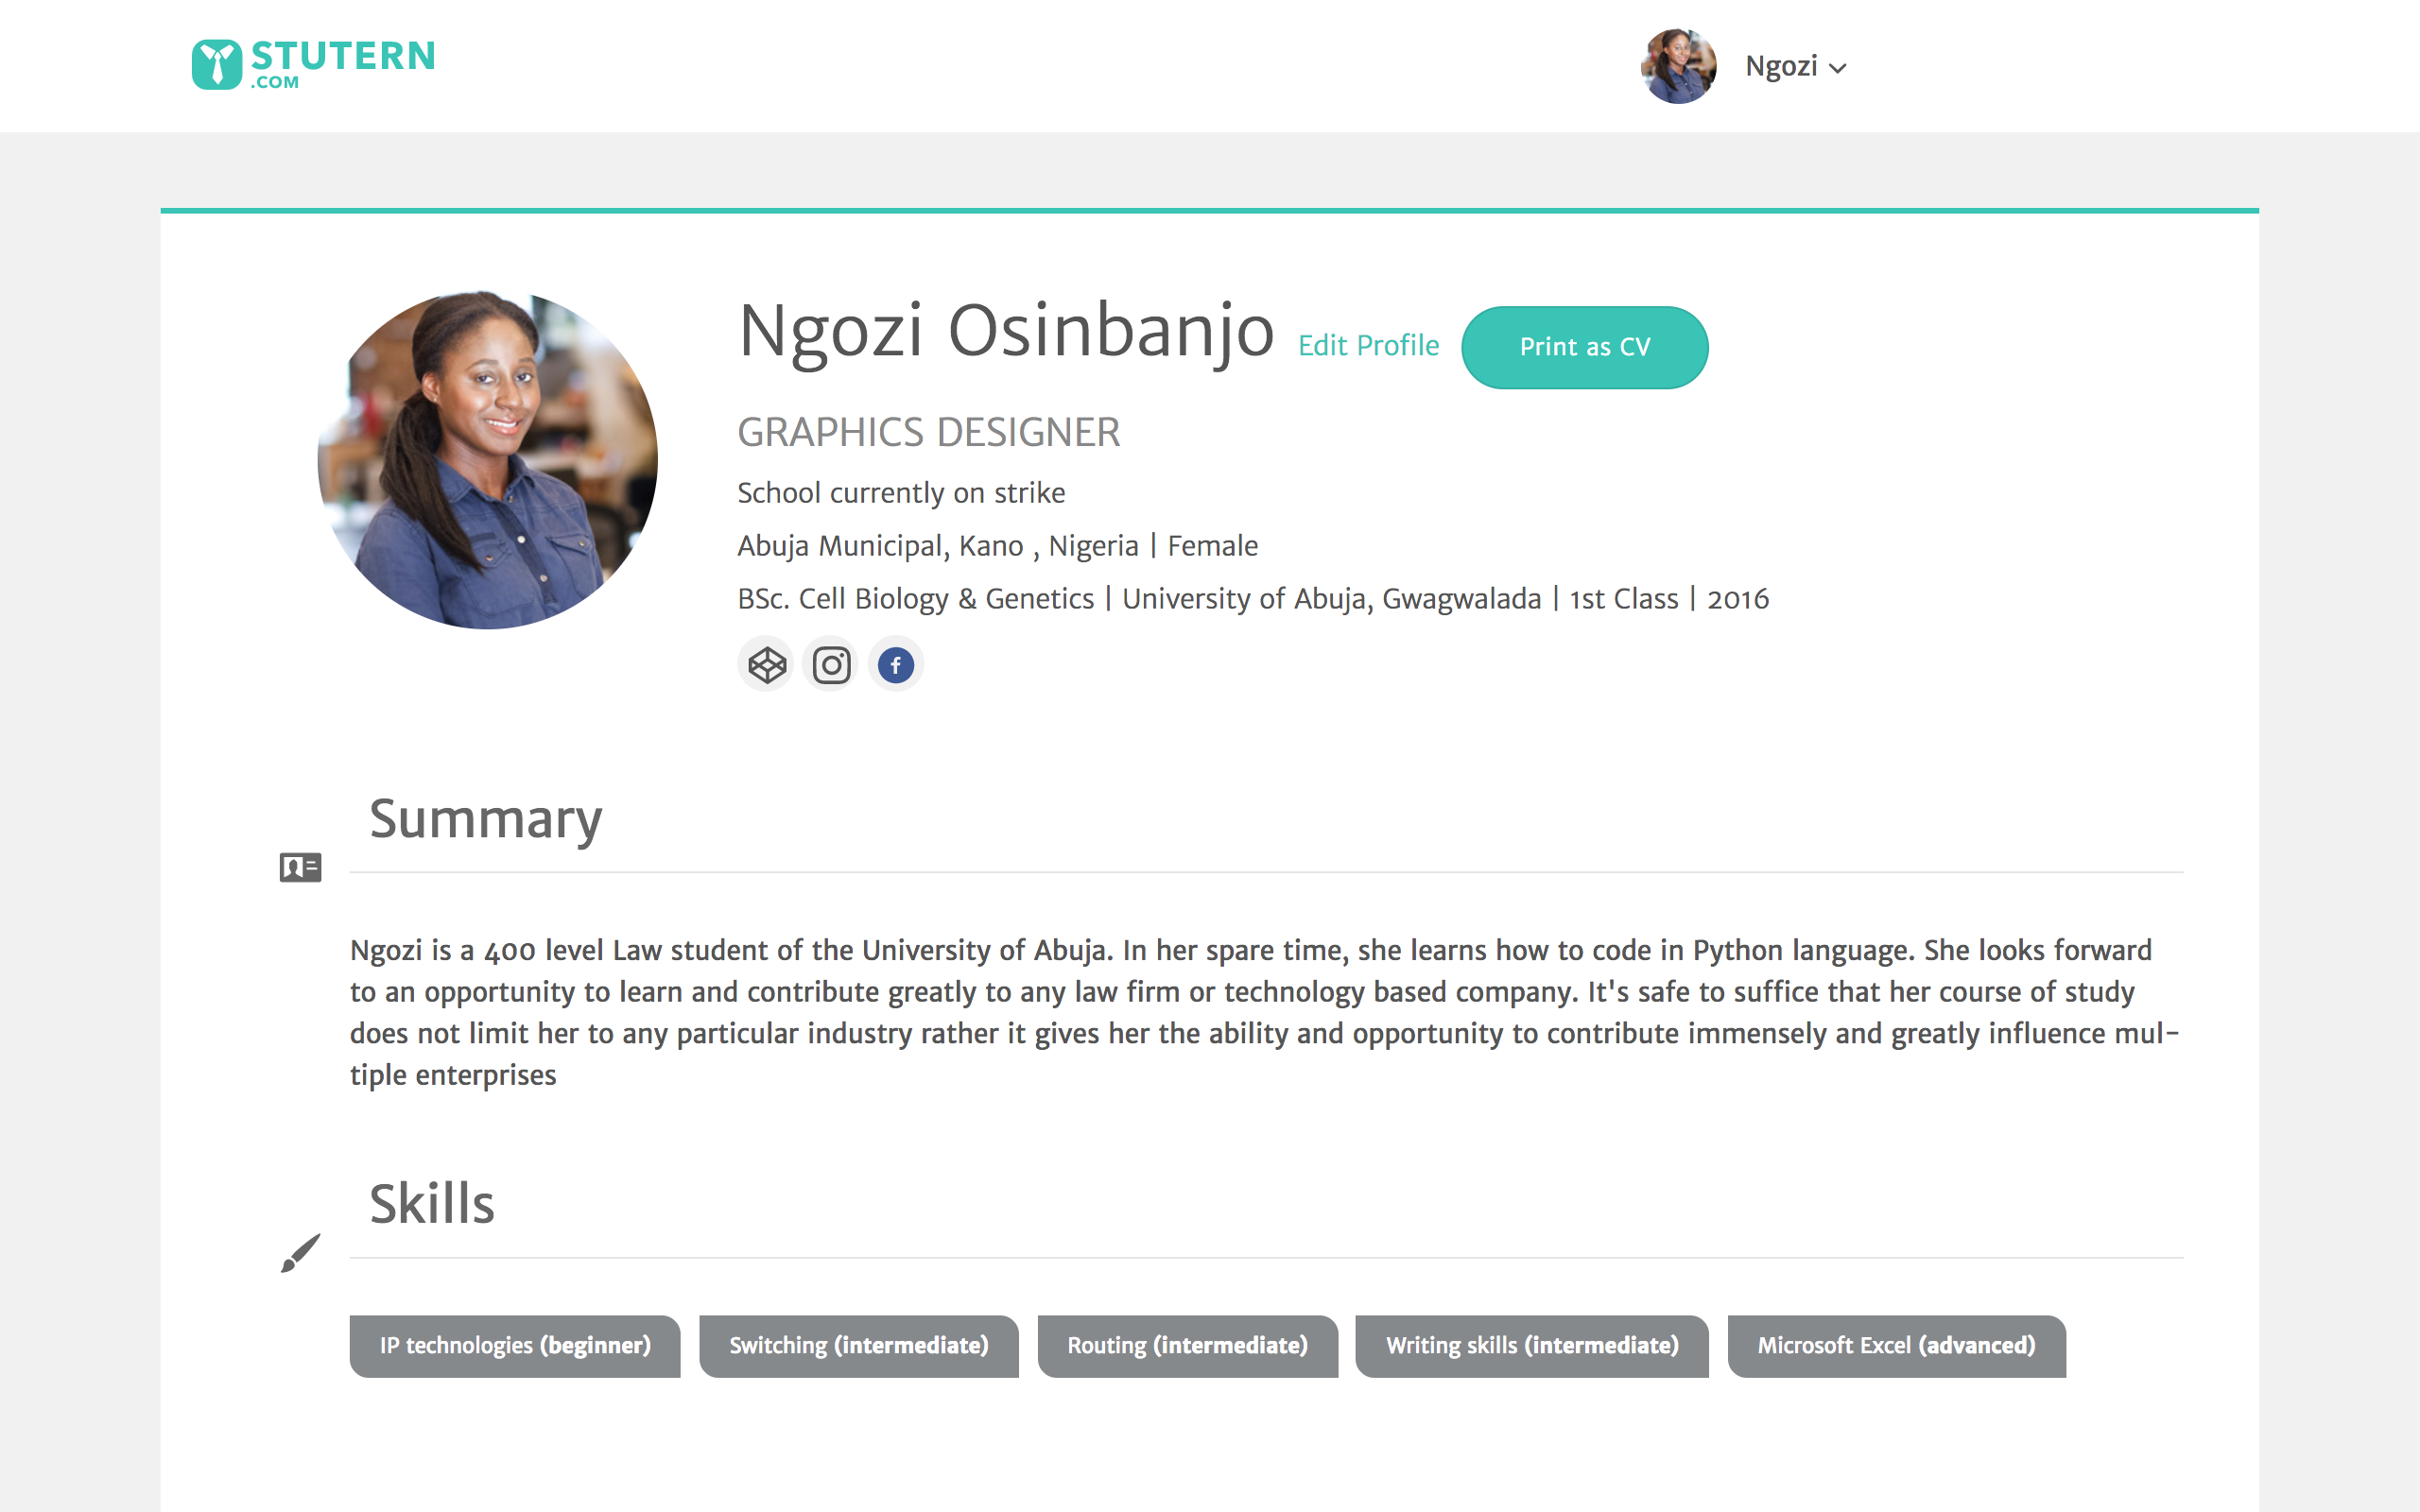 STUTERN
.COM
Ngozi
Ngozi Osinbanjo Edit Profile Print as CV
GRAPHICS DESIGNER
School currently on strike
Abuja Municipal, Kano , Nigeria | Female
BSc. Cell Biology & Genetics | University of Abuja, Gwagwalada | 1st Class | 2016
f
Summary
Ngozi is a 400 level Law student of the University of Abuja. In her spare time, she learns how to code in Python language. She looks forward
to an opportunity to learn and contribute greatly to any law firm or technology based company. It's safe to suffice that her course of study
does not limit her to any particular industry rather it gives her the ability and opportunity to contribute immensely and greatly influence mul-
tiple enterprises
Skills
IP technologies (beginner) Switching (intermediate) Routing (intermediate) Writing skills (intermediate) Microsoft Excel (advanced)